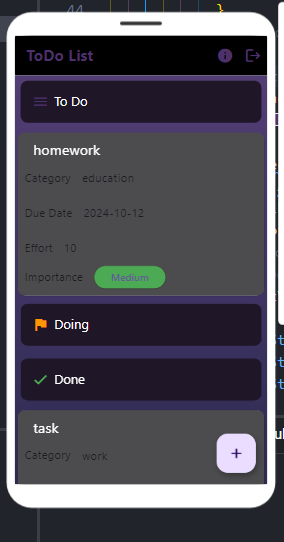 44
}
ToDo List
To Do
homework
Category education
Due Date 2024-10-12
Effort 10
Importance Medium
Doing
Done
task
Category work
+